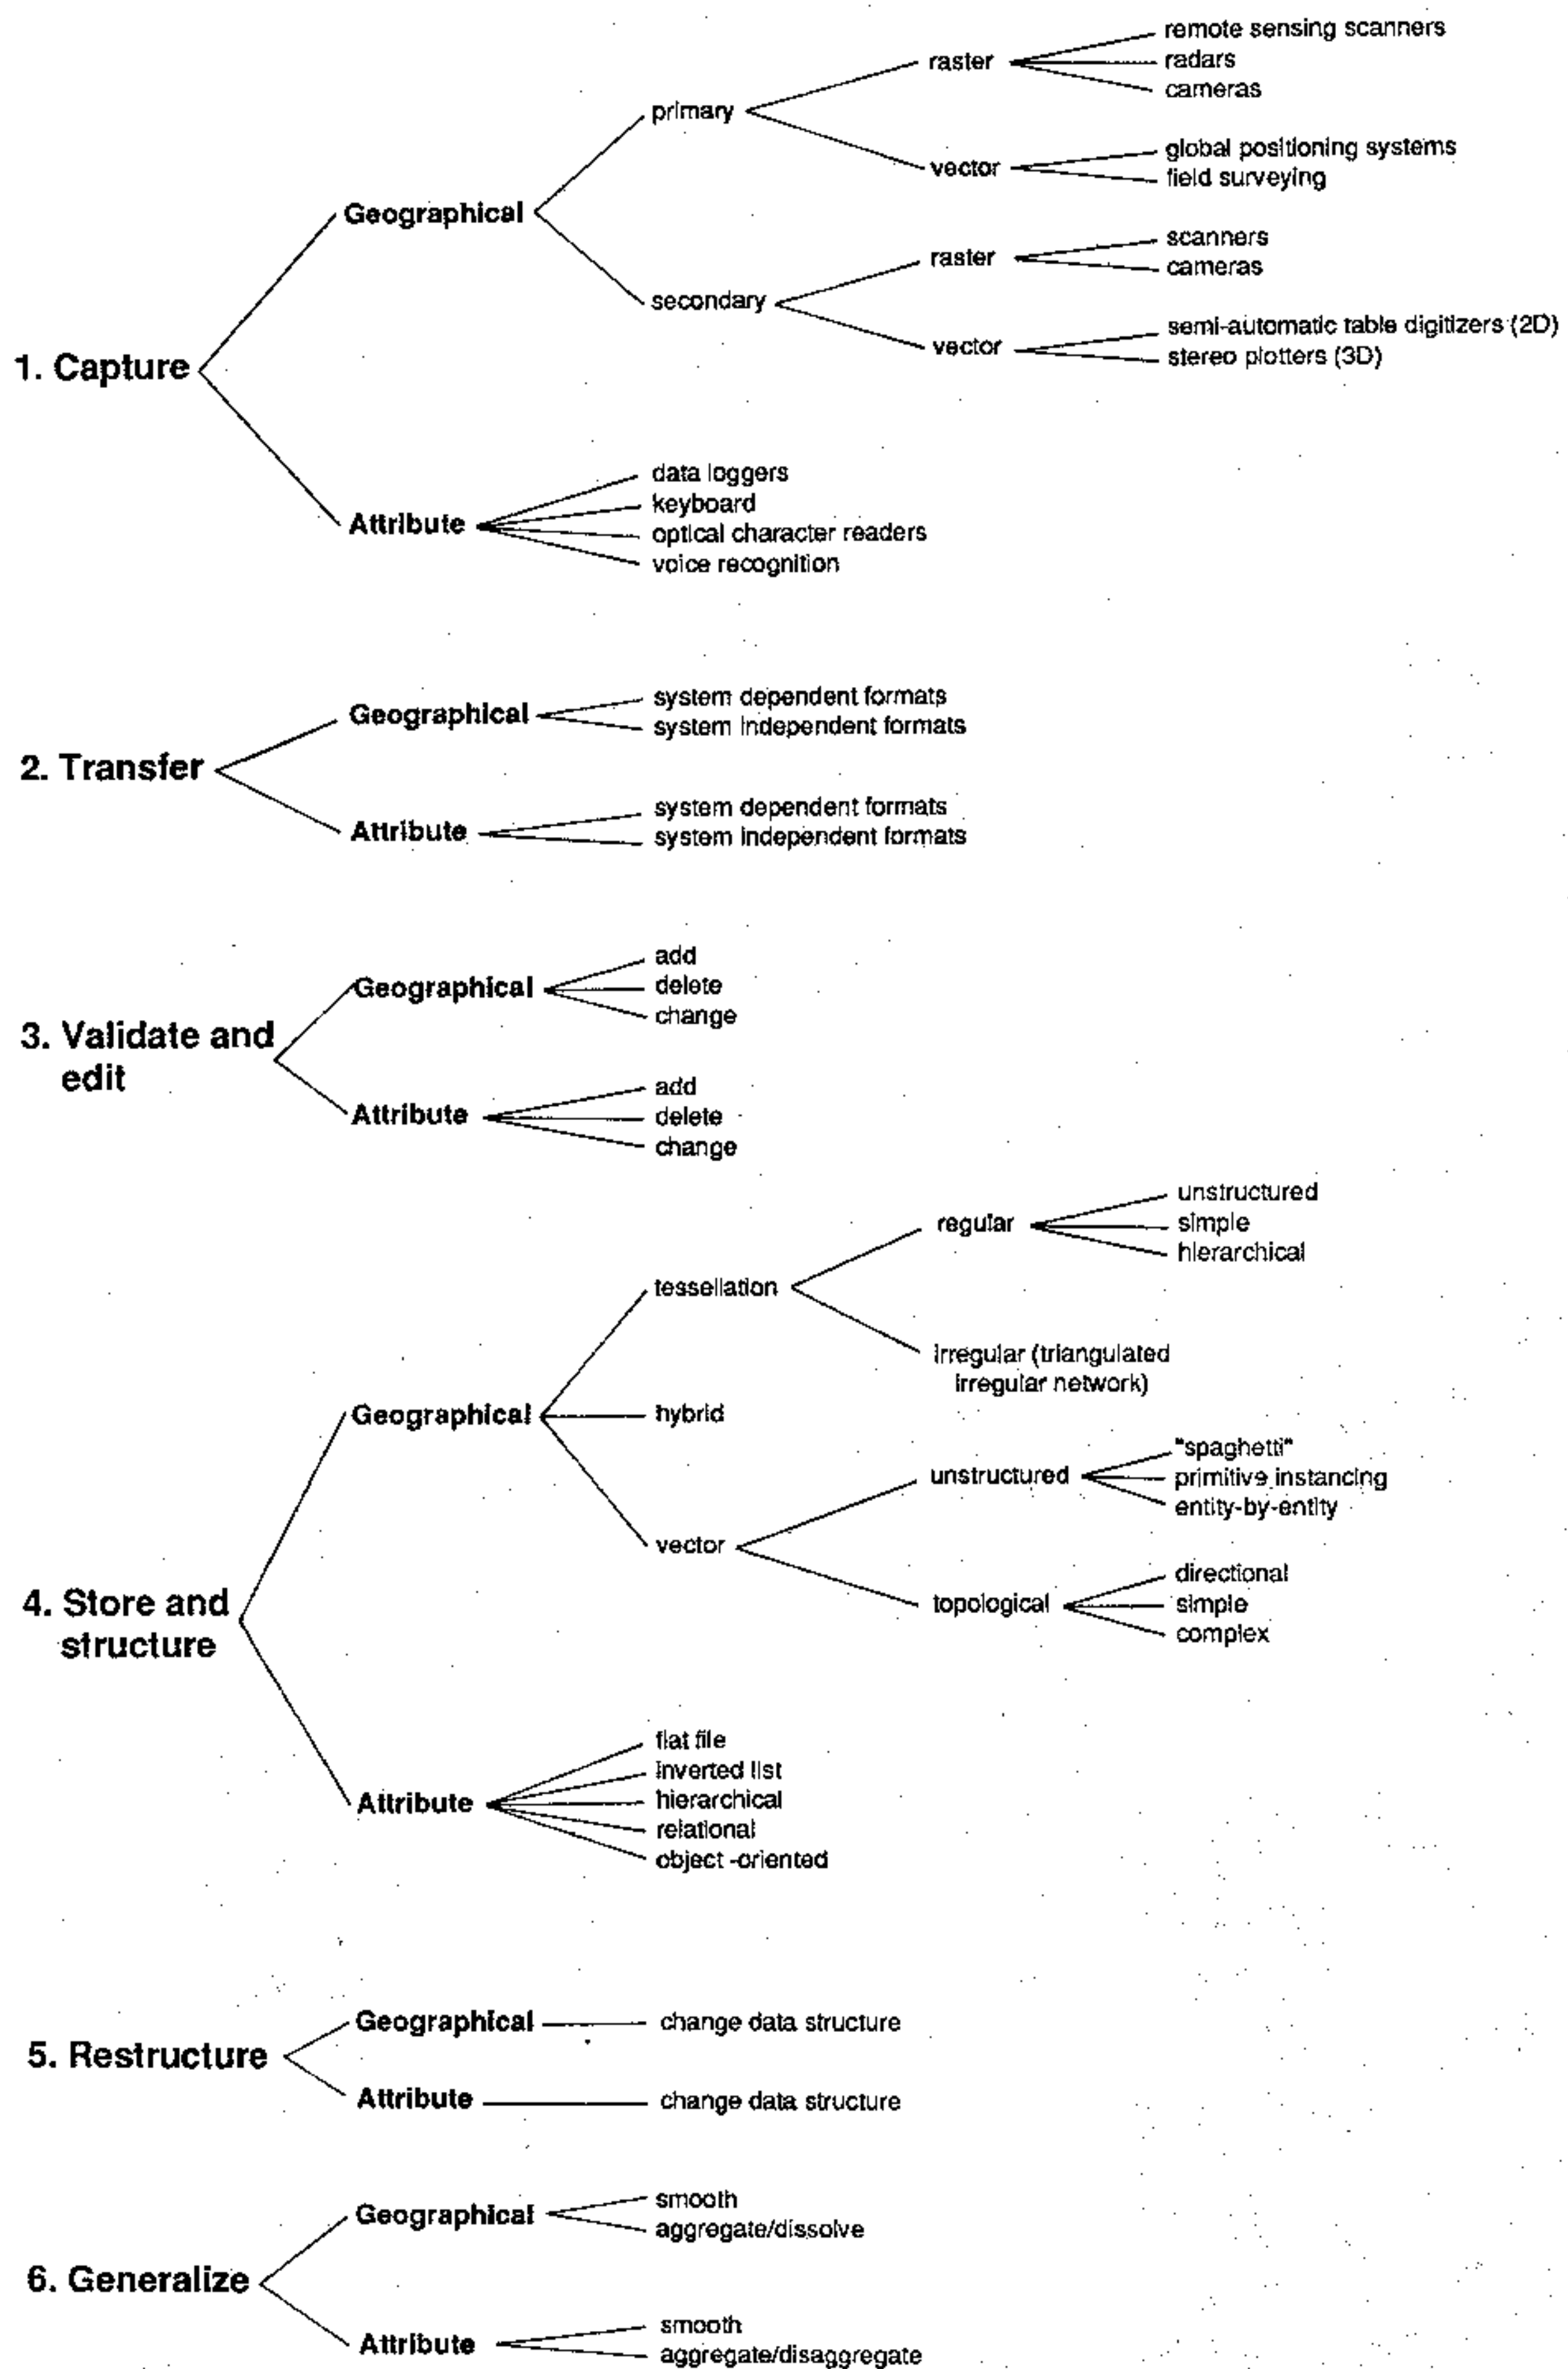 1. Capture
Geographical
primary
raster
remote sensing scanners
radars
cameras
vector
global positioning systems
field surveying
secondary
raster
scanners
cameras
vector
semi-automatic table digitizers (2D)
stereo plotters (3D)
Attribute
data loggers
keyboard
optical character readers
voice recognition
2. Transfer
Geographical
system dependent formats
system independent formats
Attribute
system dependent formats
system independent formats
3. Validate and
edit
Geographical
add
delete
change
Attribute
add
delete
change
4. Store and
structure
Geographical
tessellation
regular
unstructured
simple
hierarchical
irregular (triangulated
irregular network)
hybrid
vector
unstructured
"spaghetti"
primitive instancing
entity-by-entity
topological
directional
simple
complex
Attribute
flat file
inverted list
hierarchical
relational
object -oriented
5. Restructure
Geographical
change data structure
Attribute
change data structure
6. Generalize
Geographical
smooth
aggregate/dissolve
Attribute
smooth
aggregate/disaggregate